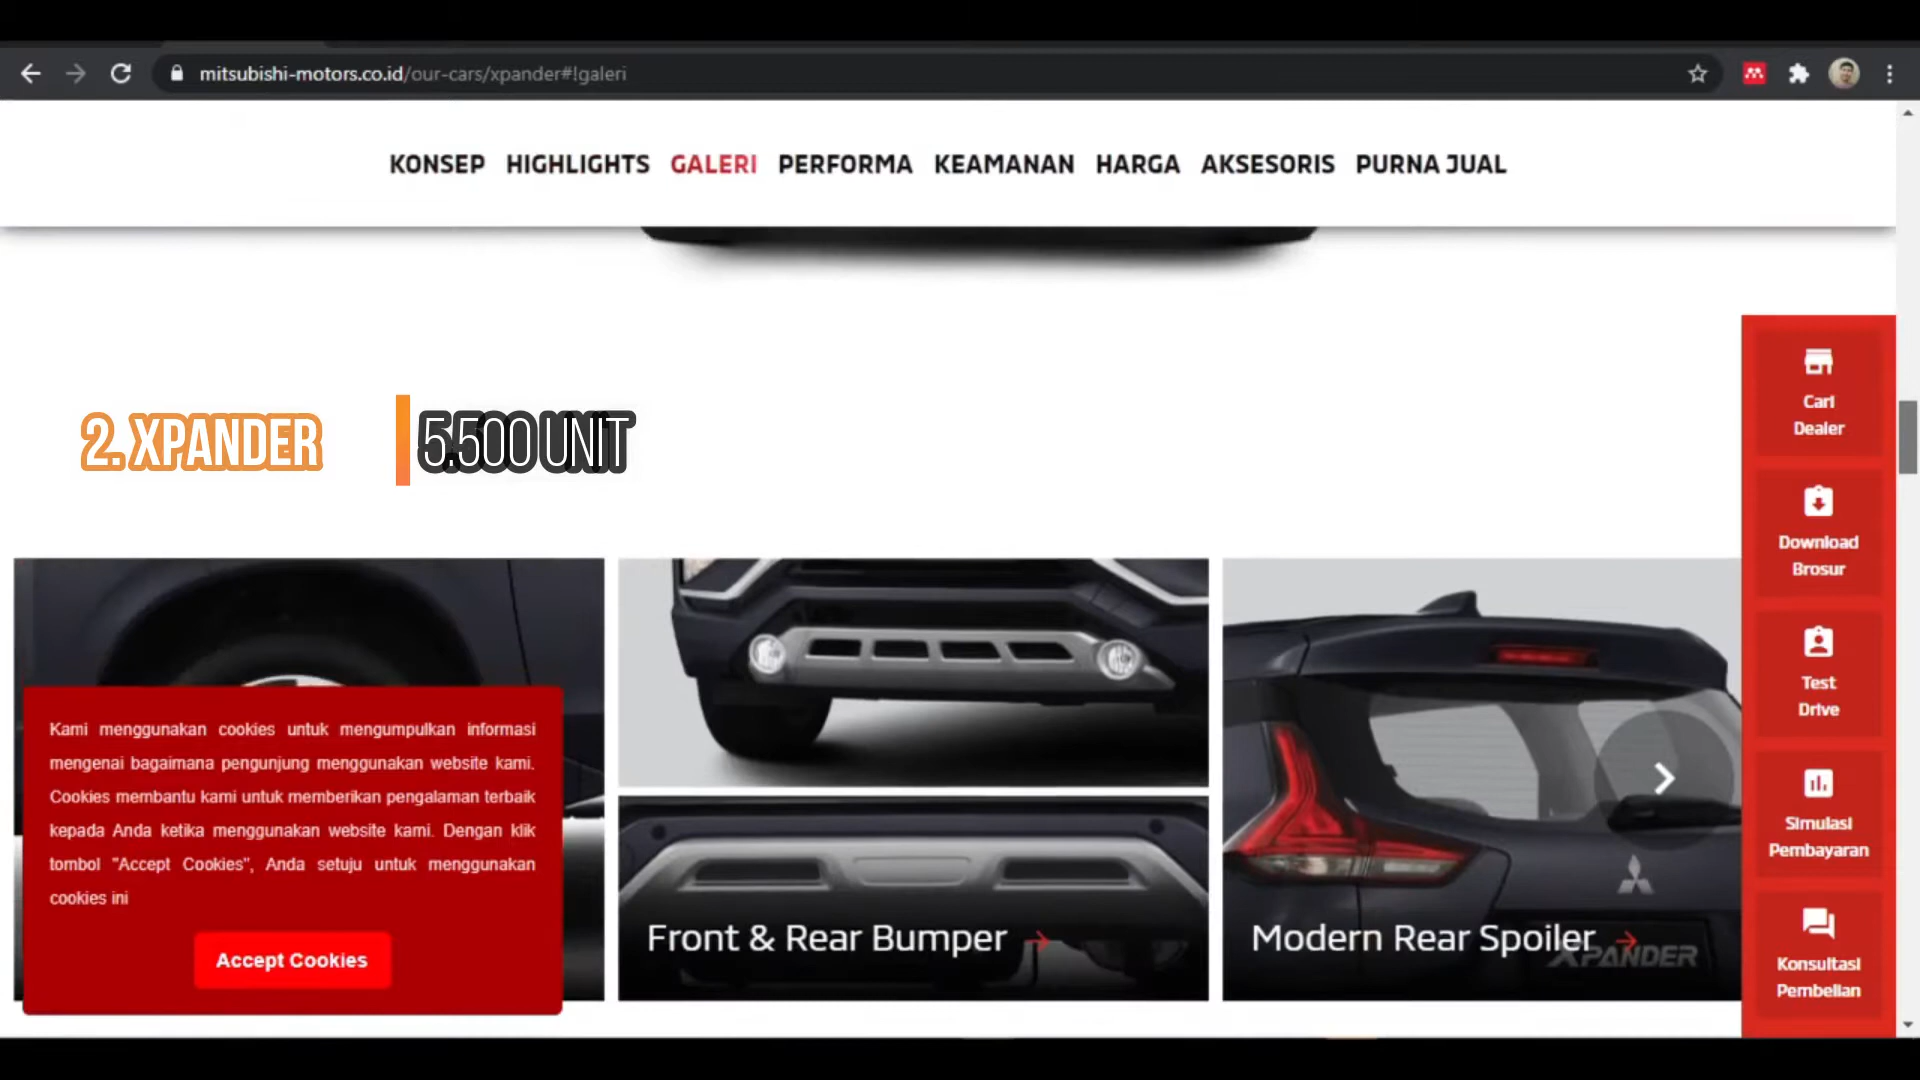 mitsubishi-motors.co.id/our-cars/xpander#!galeri
KONSEP HIGHLIGHTS GALERI PERFORMA KEAMANAN HARGA AKSESORIS PURNA JUAL
2. XPANDER
5.500 UNIT
Cari
Dealer
Download
Brosur
Test
Drive
Simulasi
Pembayaran
Konsultasi
Pembelian
Kami menggunakan cookies untuk mengumpulkan informasi
mengenai bagaimana pengunjung menggunakan website kami.
Cookies membantu kami untuk memberikan pengalaman terbaik
kepada Anda ketika menggunakan website kami. Dengan klik
tombol "Accept Cookies", Anda setuju untuk menggunakan
cookies ini
Accept Cookies
Front & Rear Bumper
Modern Rear Spoiler
XPANDER